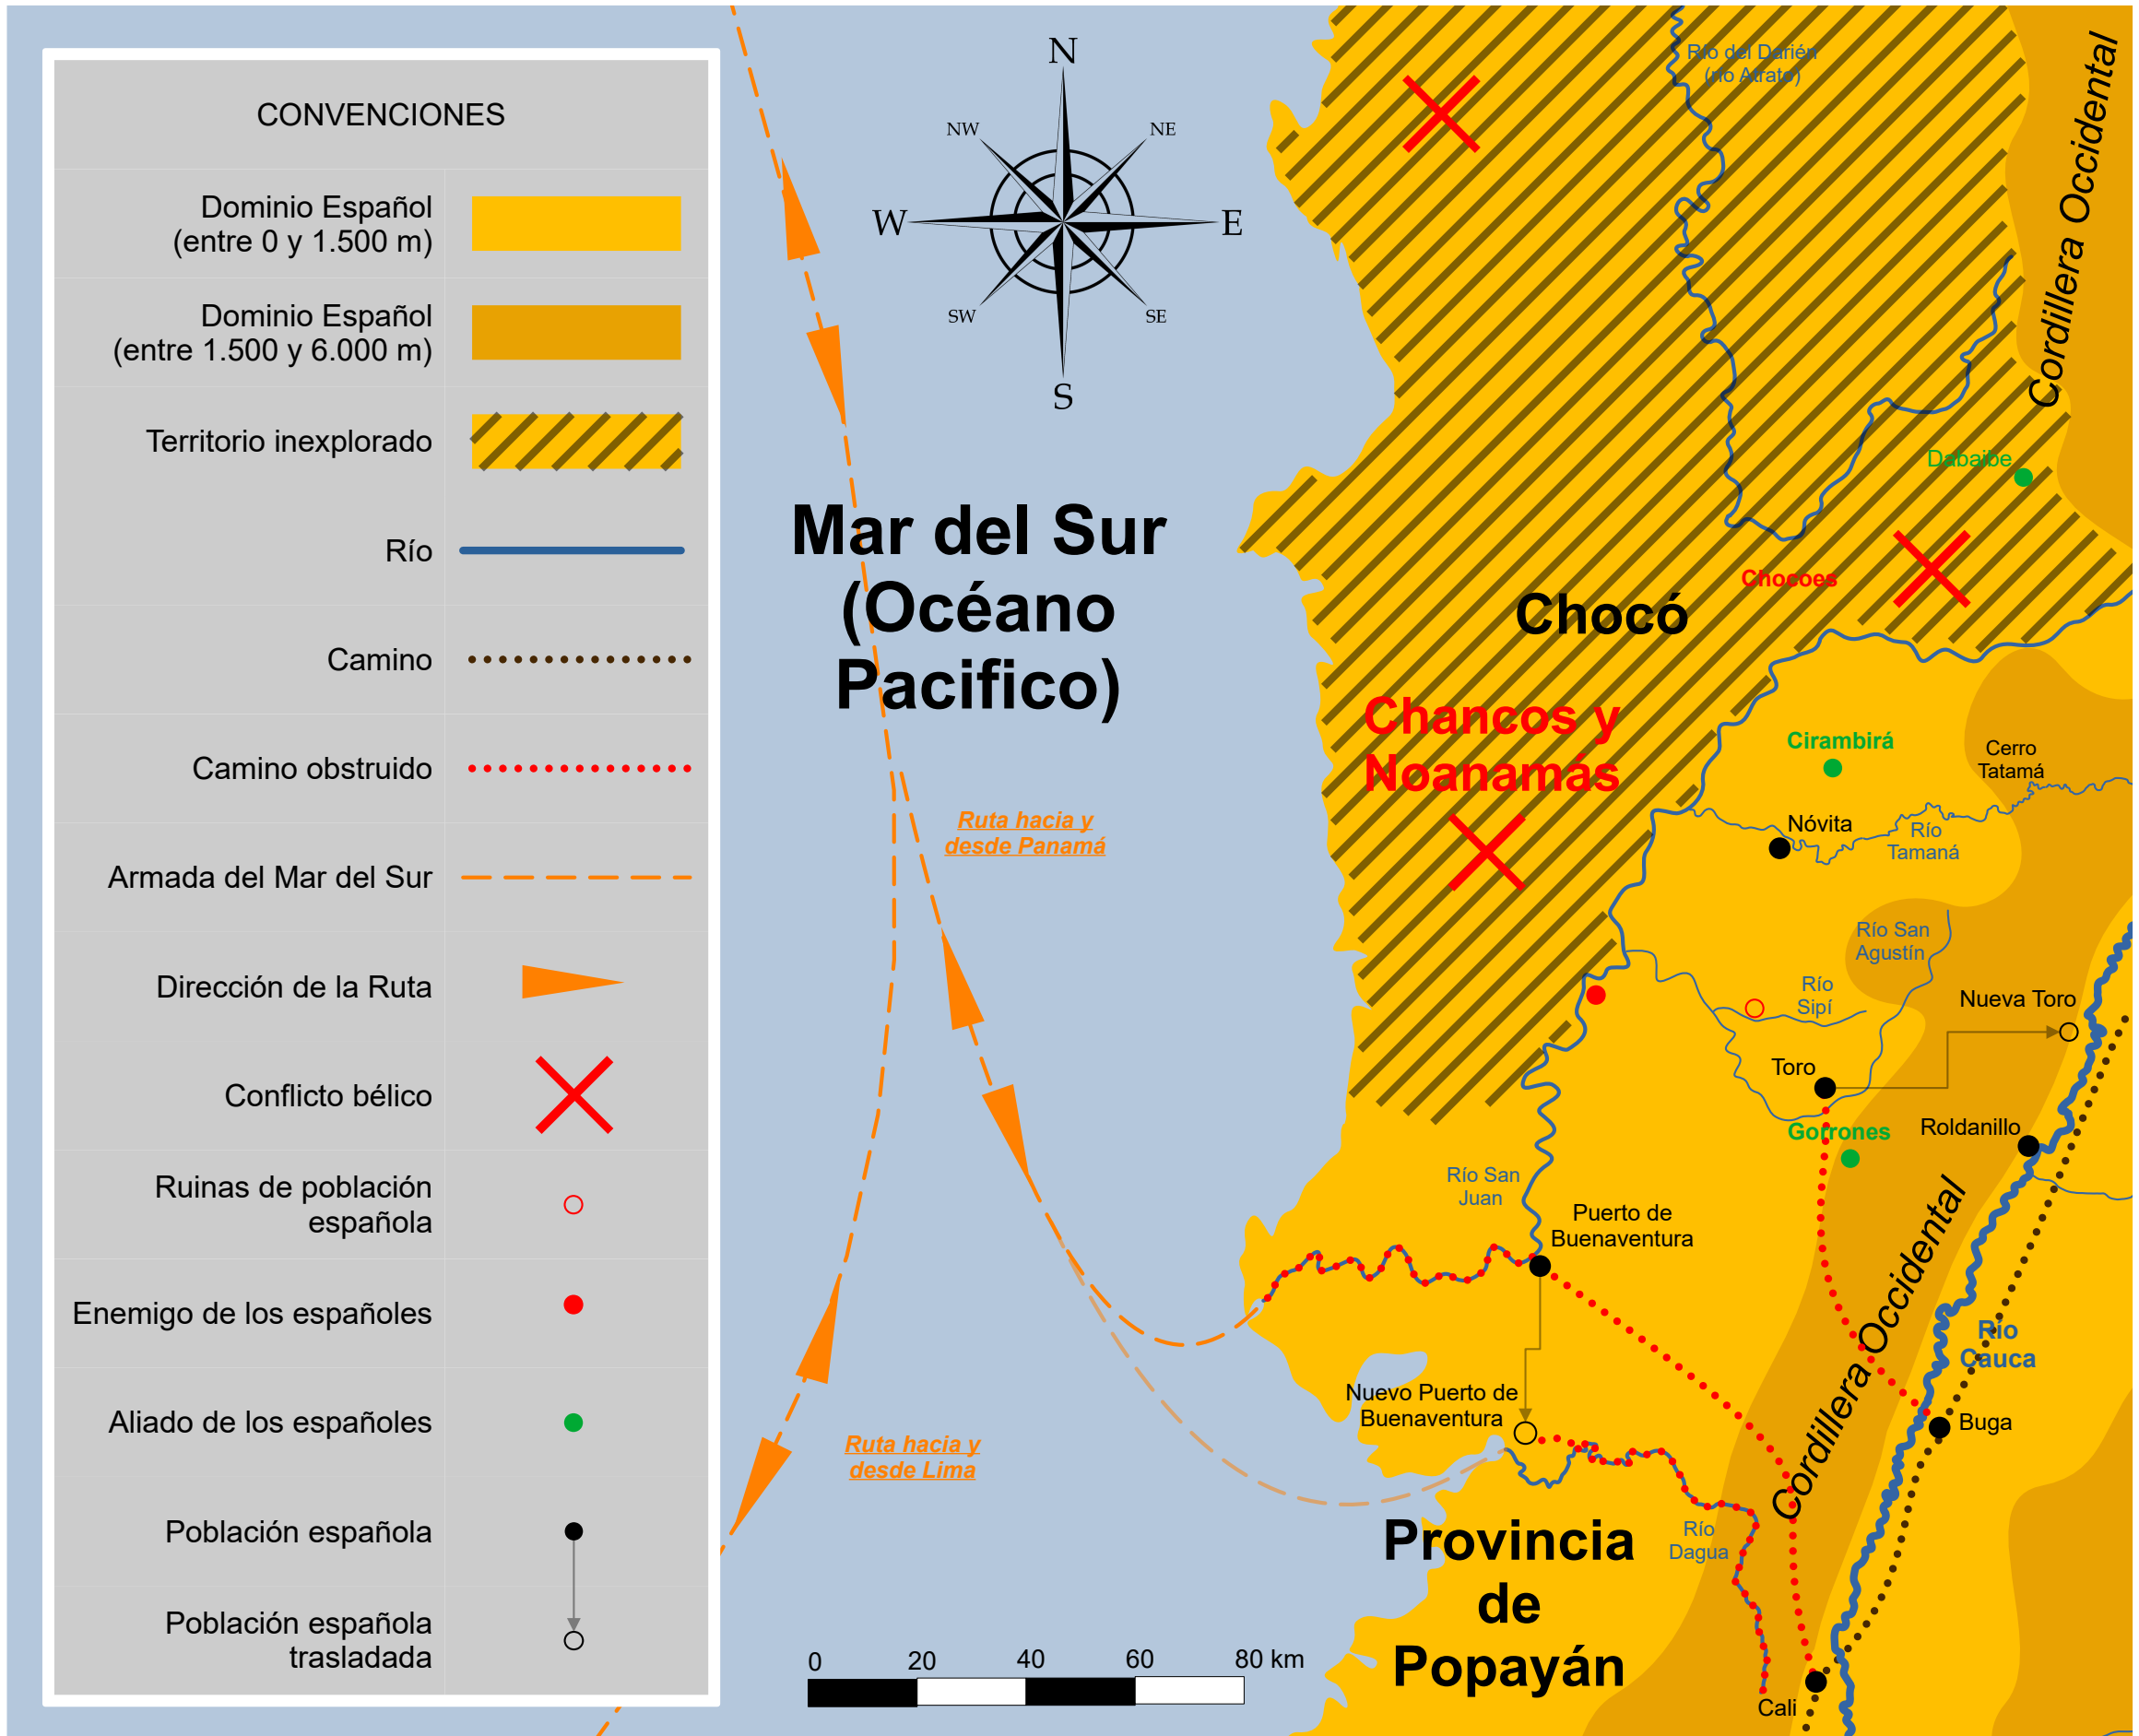 CONVENCIONES
Dominio Español
(entre 0 y 1.500 m)
Dominio Español
(entre 1.500 y 6.000 m)
Territorio inexplorado
Río
Camino
Camino obstruido
Armada del Mar del Sur
Dirección de la Ruta
Conflicto bélico
Ruinas de población
española
Enemigo de los españoles
Aliado de los españoles
Población española
Población española
trasladada
N
NW
NE
W
E
SW
SE
S
Mar del Sur
(Océano
Pacifico)
Ruta hacia y
desde Panamá
Ruta hacia y
desde Lima
0
20
40
60
80 km
Río del Darién
(río Atrato)
Cordillera Occidental
Dabaibe
Chocoes
Chocó
Chancos y
Noanamás
Cirambirá
Cerro
Tatamá
Nóvita
Río
Tamaná
Río San
Agustín
Río
Sipí
Nueva Toro
Toro
Gorrones
Roldanillo
Río San
Juan
Puerto de
Buenaventura
Cordillera Occidental
Río
Cauca
Nuevo Puerto de
Buenaventura
Buga
Provincia
de
Popayán
Río
Dagua
Cali